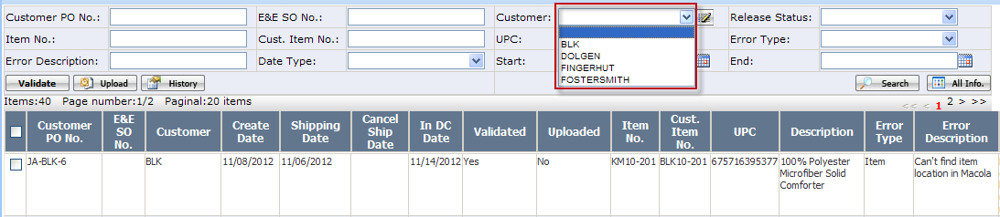 Customer PO No.: E&E SO No.: Customer: Release Status:
Item No.: Cust. Item No.: UPC: Error Type:
Error Description: Date Type: Start: End:
BLK
DOLGEN
FINGERHUT
FOSTERSMITH
Validate Upload History Search All Info.
Items:40 Page number:1/2 Paginal:20 items << < 1 2 > >>
Customer PO No. E&E SO No. Customer Create Date Shipping Date Cancel Ship Date In DC Date Validated Uploaded Item No. Cust. Item No. UPC Description Error Type Error Description
JA-BLK-6 BLK 11/08/2012 11/06/2012 11/14/2012 Yes No KM10-201 BLK10-201 675716395377 100% Polyester Microfiber Solid Comforter Item Can't find item location in Macola